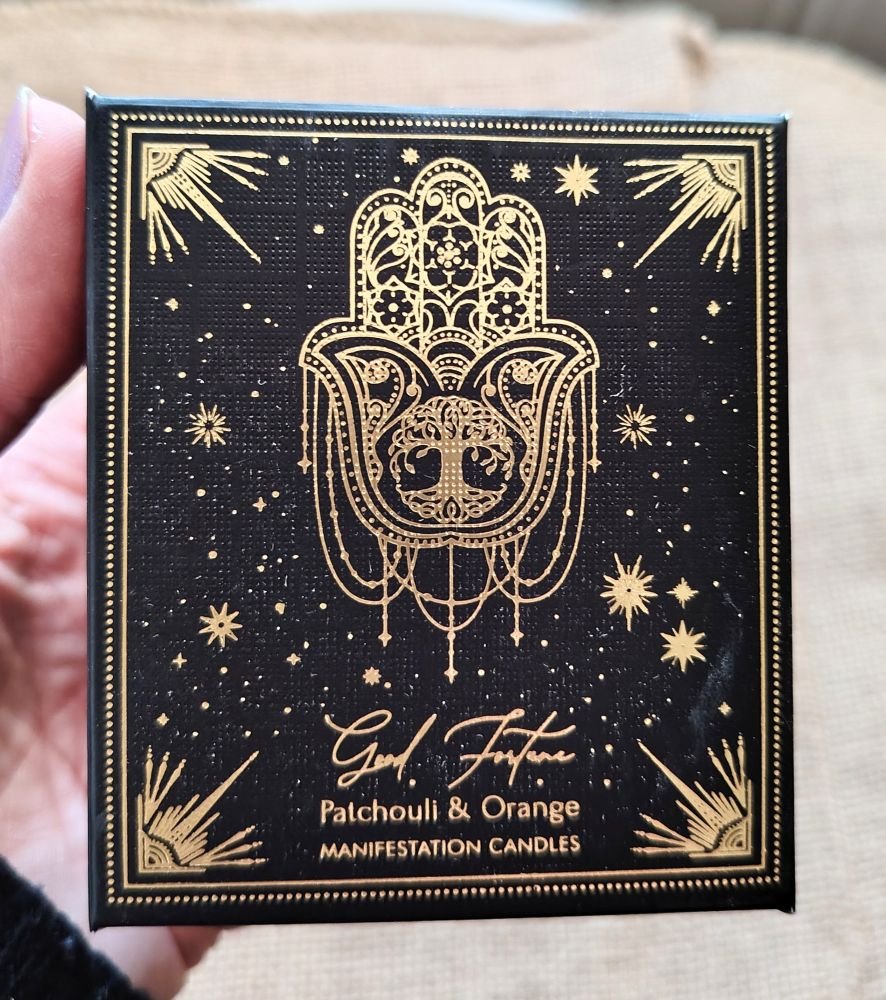 Good Fortune
Patchouli & Orange
MANIFESTATION CANDLES